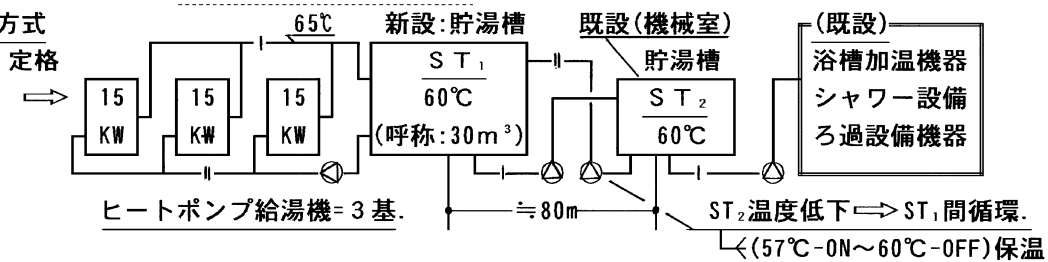 方式
定格
65℃
新設:貯湯槽
既設(機械室)
貯湯槽
(既設)
浴槽加温機器
シャワー設備
ろ過設備機器
15
KW
15
KW
15
KW
ST₁
60℃
(呼称:30m³)
ST₂
60℃
ヒートポンプ給湯機=3基.
≒80m
ST₂温度低下⇨ST₁間循環.
(57℃-ON〜60℃-OFF)保温